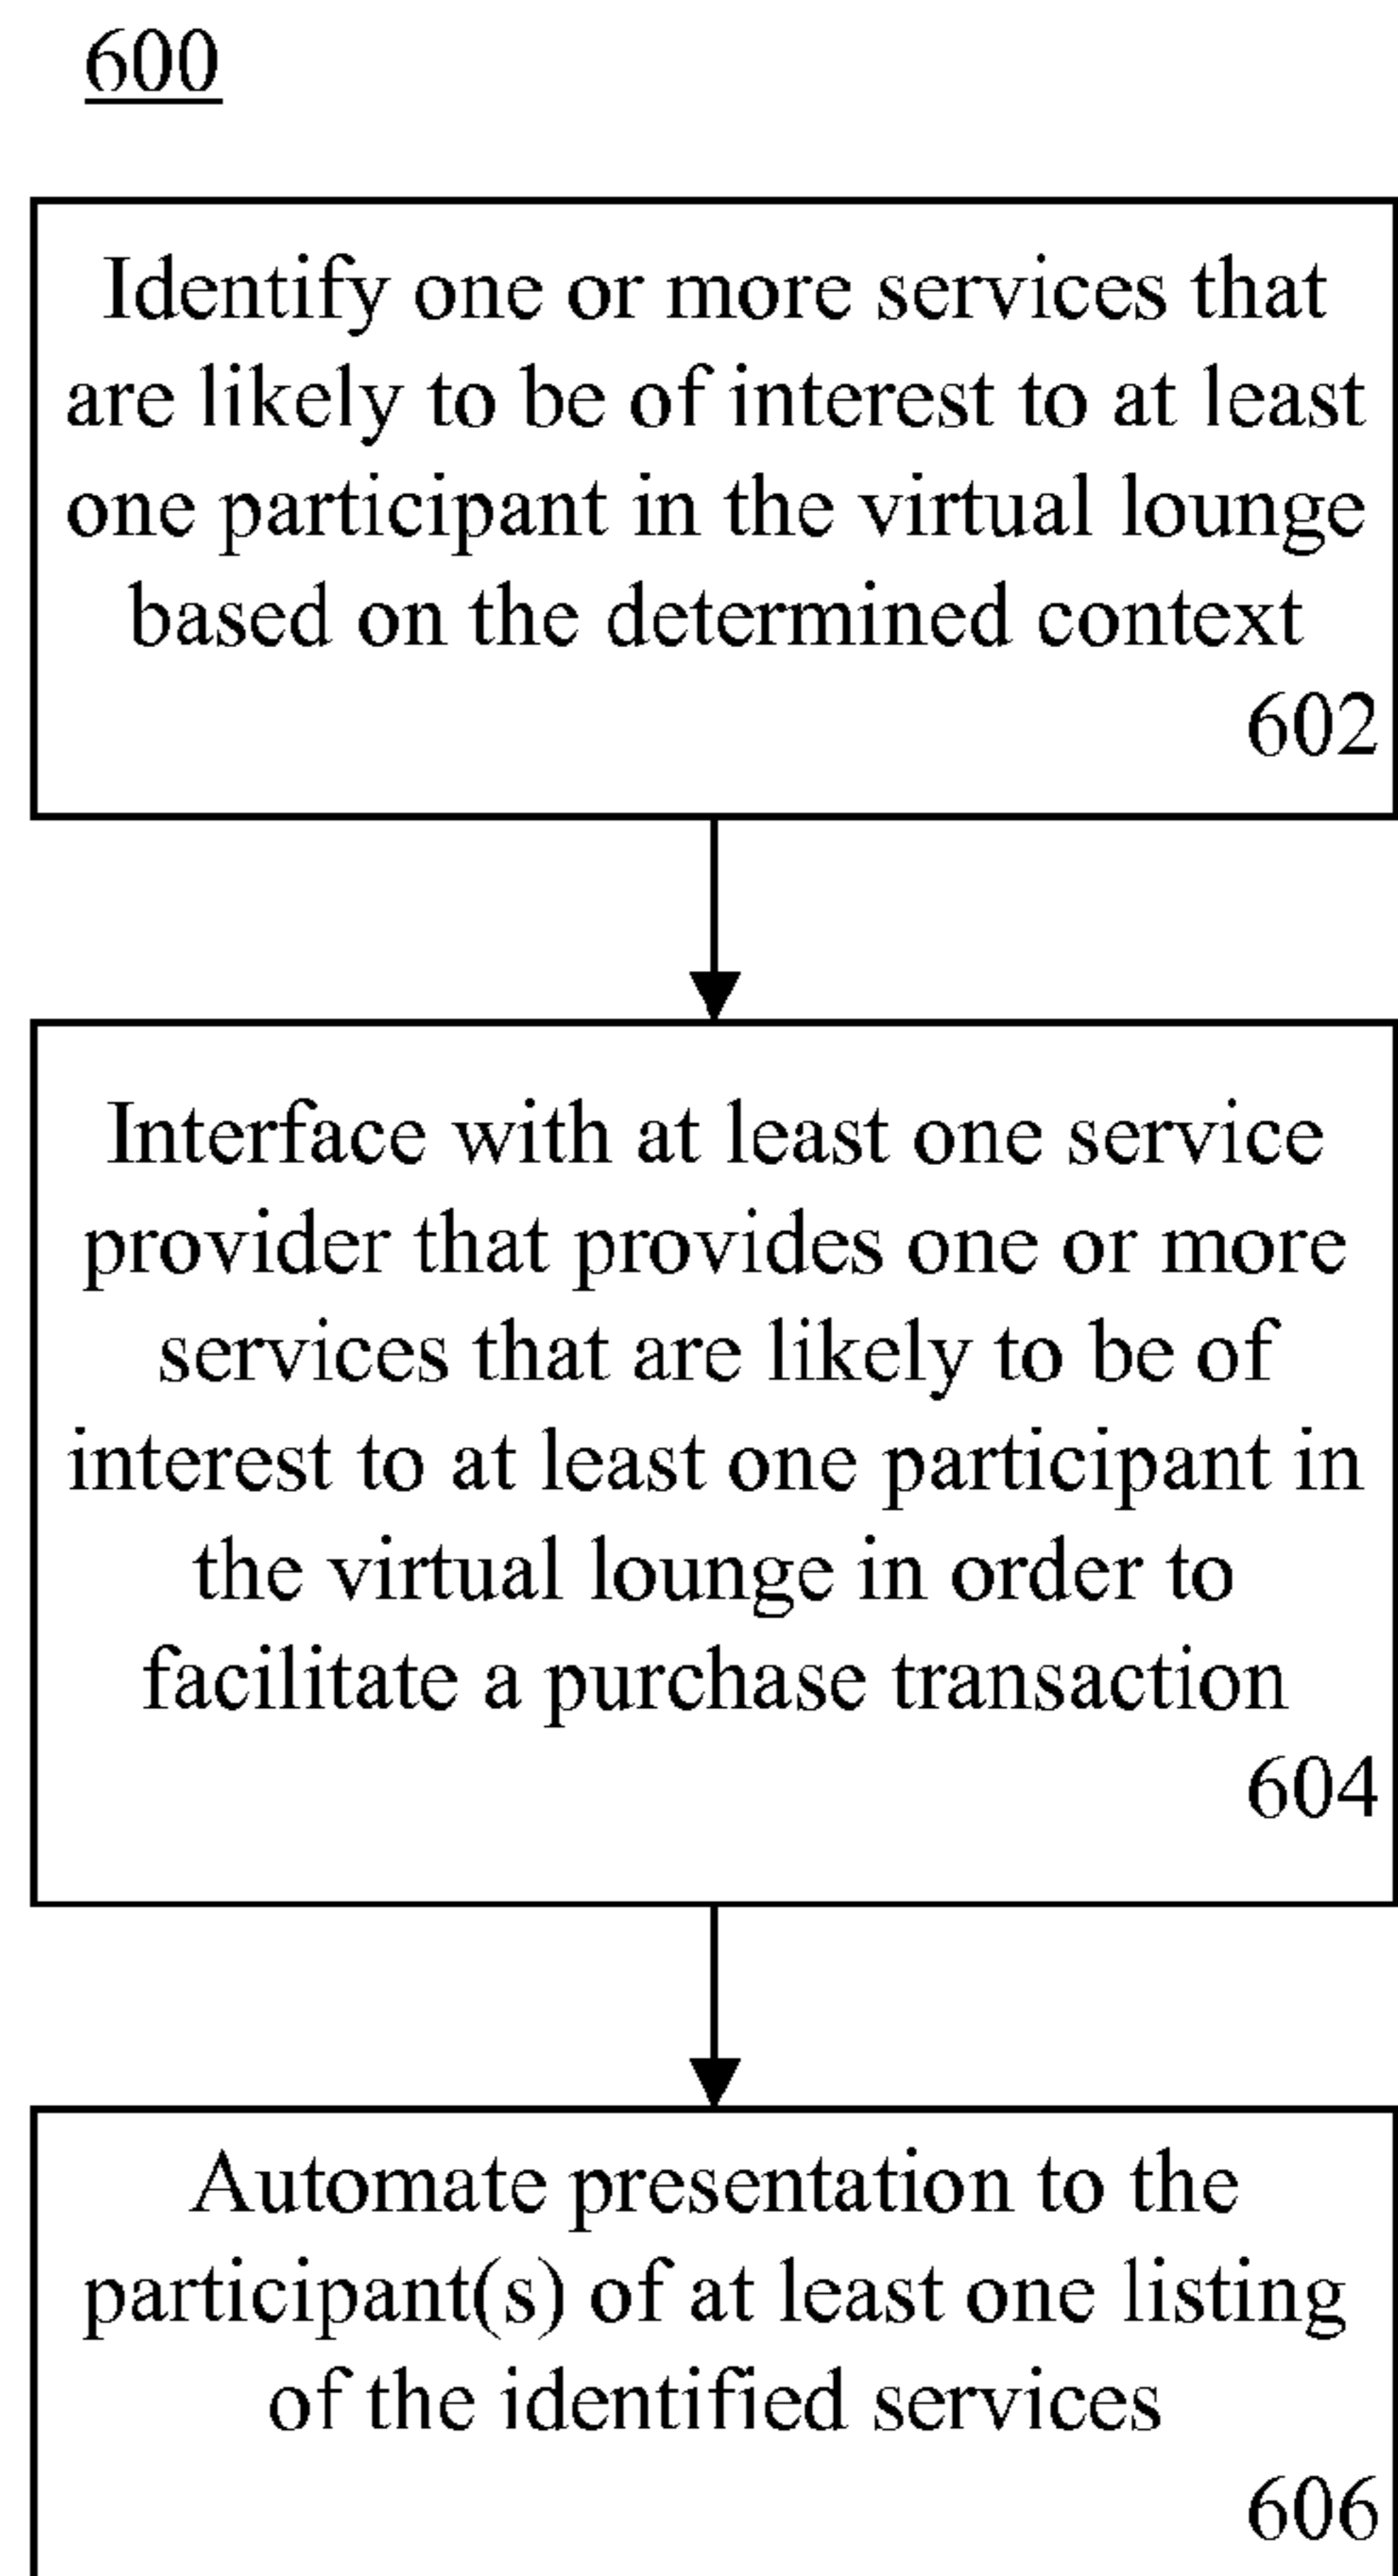 600
Identify one or more services that
are likely to be of interest to at least
one participant in the virtual lounge
based on the determined context
602
Interface with at least one service
provider that provides one or more
services that are likely to be of
interest to at least one participant in
the virtual lounge in order to
facilitate a purchase transaction
604
Automate presentation to the
participant(s) of at least one listing
of the identified services
606